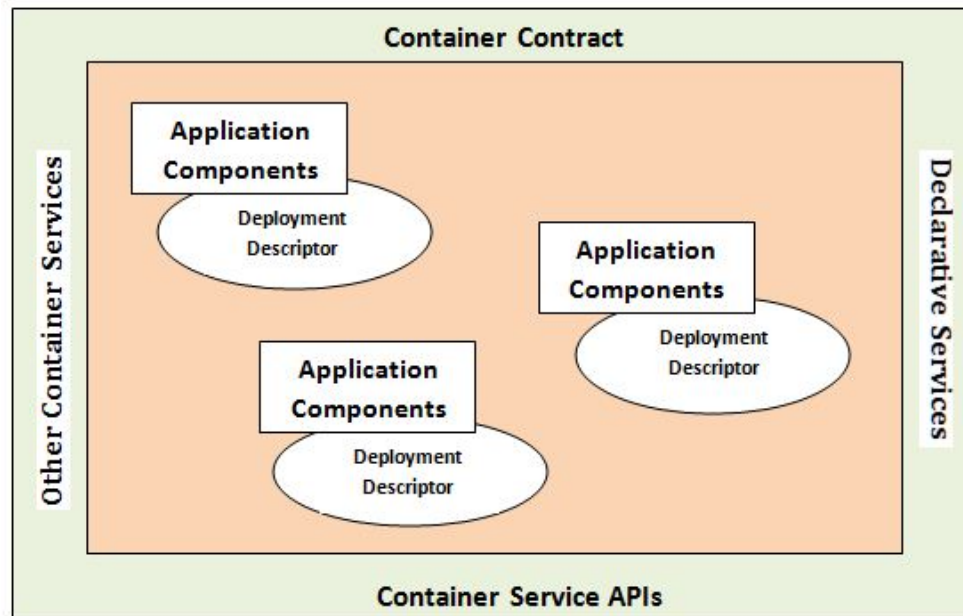 Container Contract
Other Container Services
Declarative Services
Application
Components
Deployment
Descriptor
Application
Components
Deployment
Descriptor
Application
Components
Deployment
Descriptor
Container Service APIs